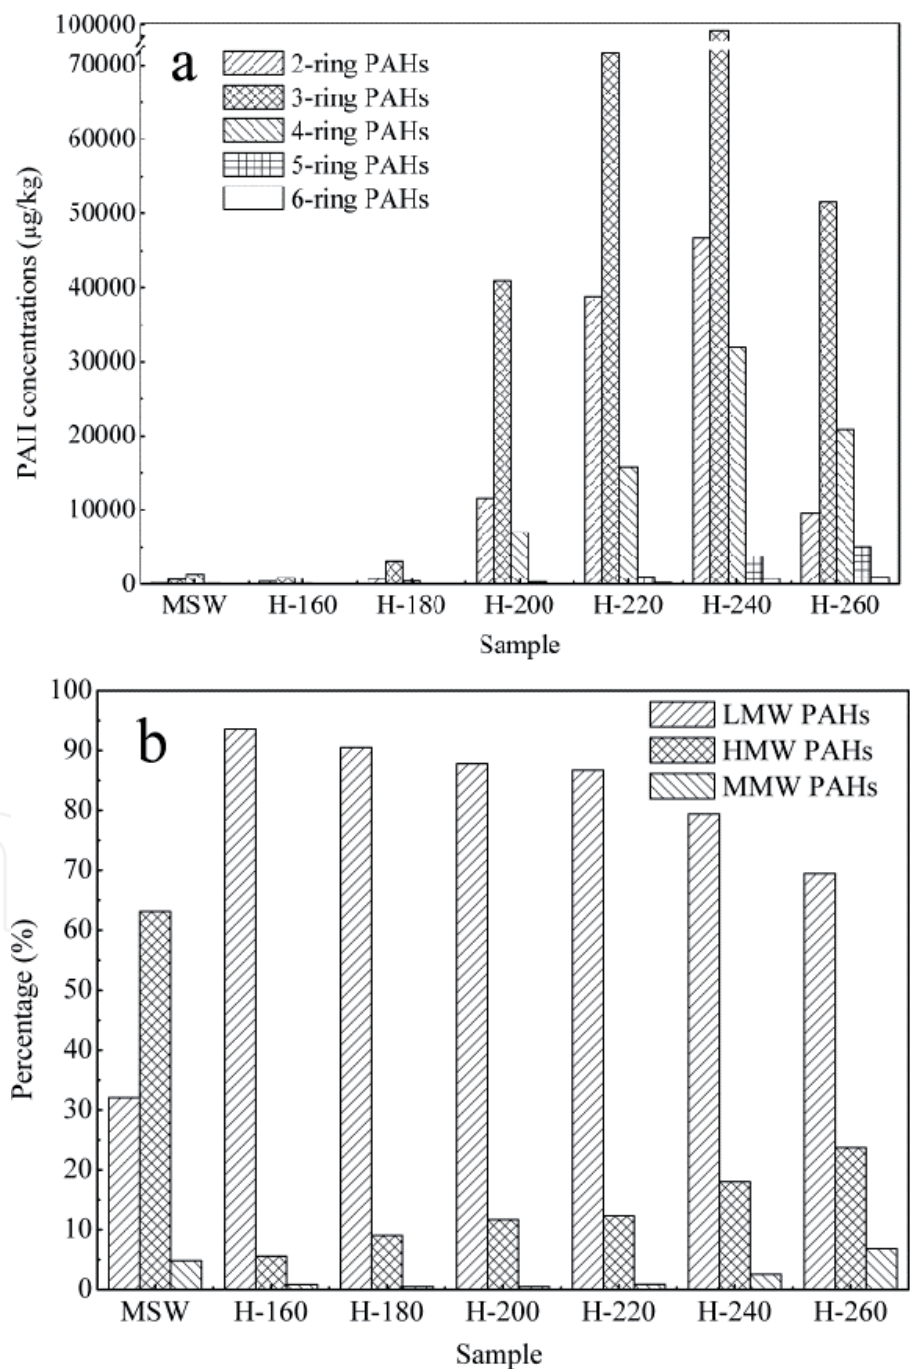 100000
70000
60000
50000
40000
30000
20000
10000
0
PAII concentrations (µg/kg)
a
2-ring PAHs
3-ring PAHs
4-ring PAHs
5-ring PAHs
6-ring PAHs
MSW H-160 H-180 H-200 H-220 H-240 H-260
Sample
100
90
80
70
60
50
40
30
20
10
0
Percentage (%)
b
LMW PAHs
HMW PAHs
MMW PAHs
MSW H-160 H-180 H-200 H-220 H-240 H-260
Sample